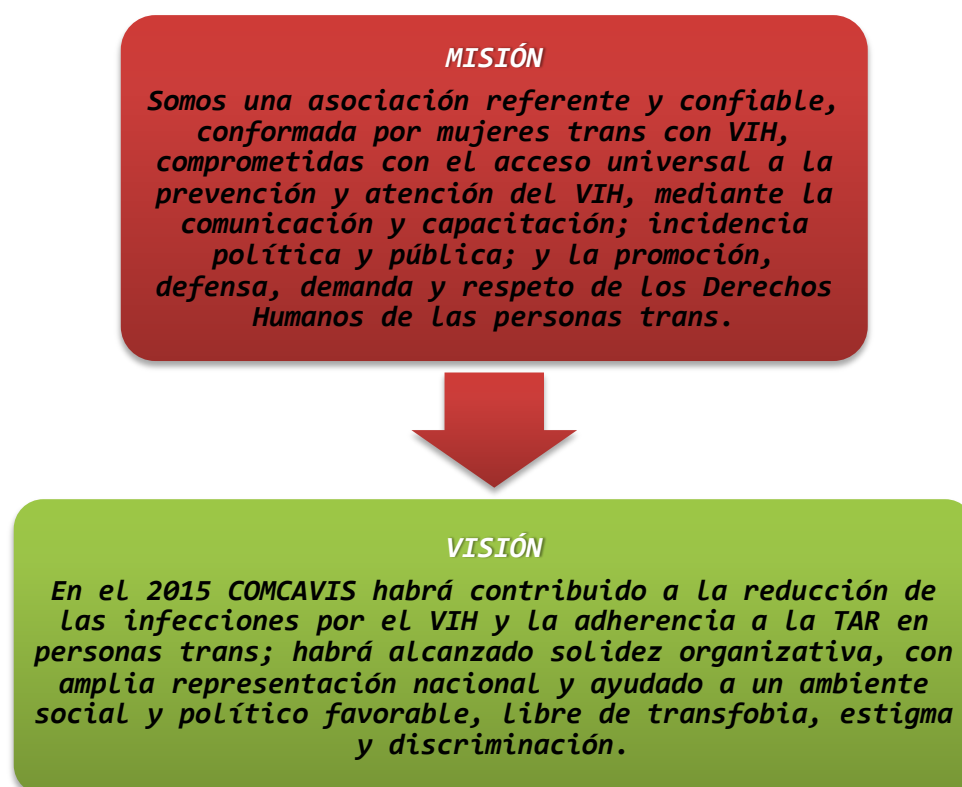 MISIÓN
Somos una asociación referente y confiable,
conformada por mujeres trans con VIH,
comprometidas con el acceso universal a la
prevención y atención del VIH, mediante la
comunicación y capacitación; incidencia
política y pública; y la promoción,
defensa, demanda y respeto de los Derechos
Humanos de las personas trans.
VISIÓN
En el 2015 COMCAVIS habrá contribuido a la reducción de
las infecciones por el VIH y la adherencia a la TAR en
personas trans; habrá alcanzado solidez organizativa, con
amplia representación nacional y ayudado a un ambiente
social y político favorable, libre de transfobia, estigma
y discriminación.